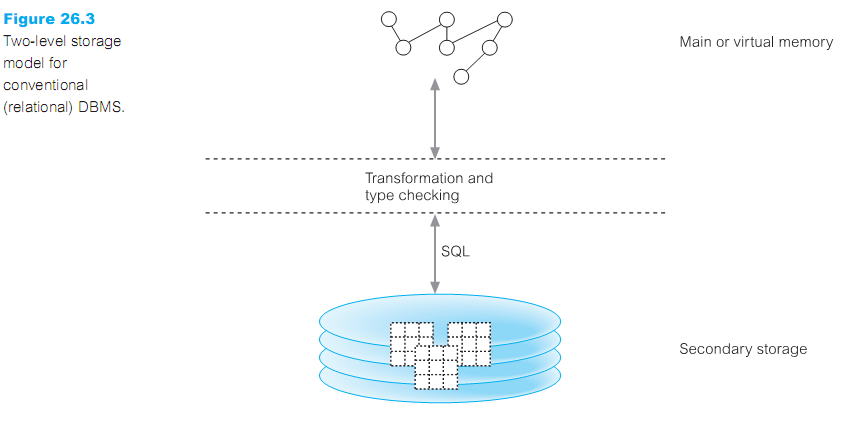 Figure 26.3
Two-level storage
model for
conventional
(relational) DBMS.
Main or virtual memory
Transformation and
type checking
SQL
Secondary storage